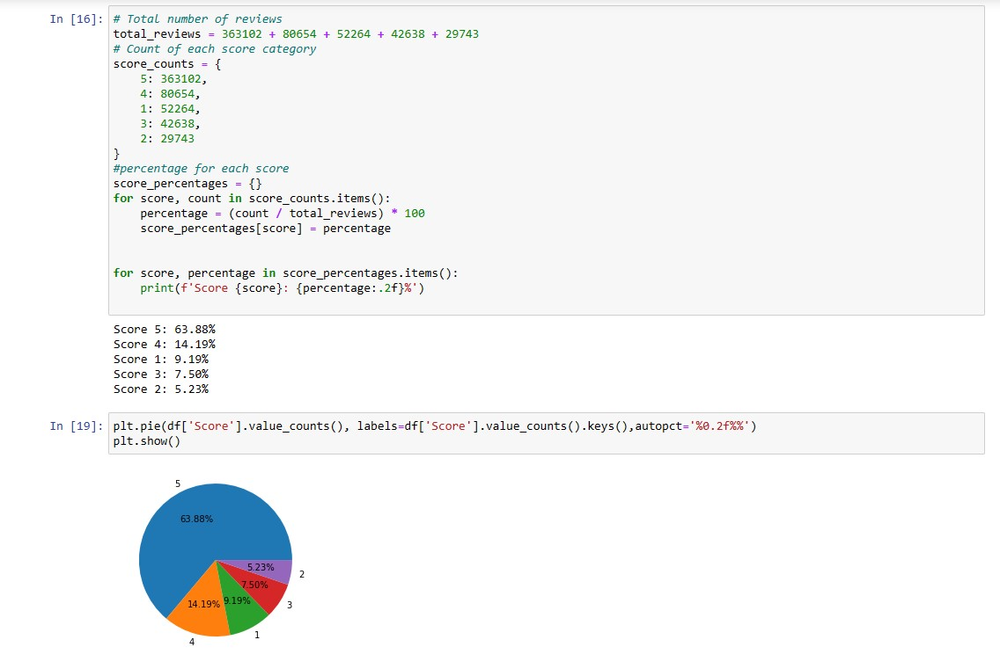 In [16]: # Total number of reviews
total_reviews = 363102 + 80654 + 52264 + 42638 + 29743
# Count of each score category
score_counts = {
    5: 363102,
    4: 80654,
    1: 52264,
    3: 42638,
    2: 29743
}
#percentage for each score
score_percentages = {}
for score, count in score_counts.items():
    percentage = (count / total_reviews) * 100
    score_percentages[score] = percentage
for score, percentage in score_percentages.items():
    print(f'Score {score}: {percentage:.2f}%')
Score 5: 63.88%
Score 4: 14.19%
Score 1: 9.19%
Score 3: 7.50%
Score 2: 5.23%
In [19]: plt.pie(df['Score'].value_counts(), labels=df['Score'].value_counts().keys(),autopct='%0.2f%%')
plt.show()
5
63.88%
5.23%
2
7.50%
9.19%
14.19%
3
1
4